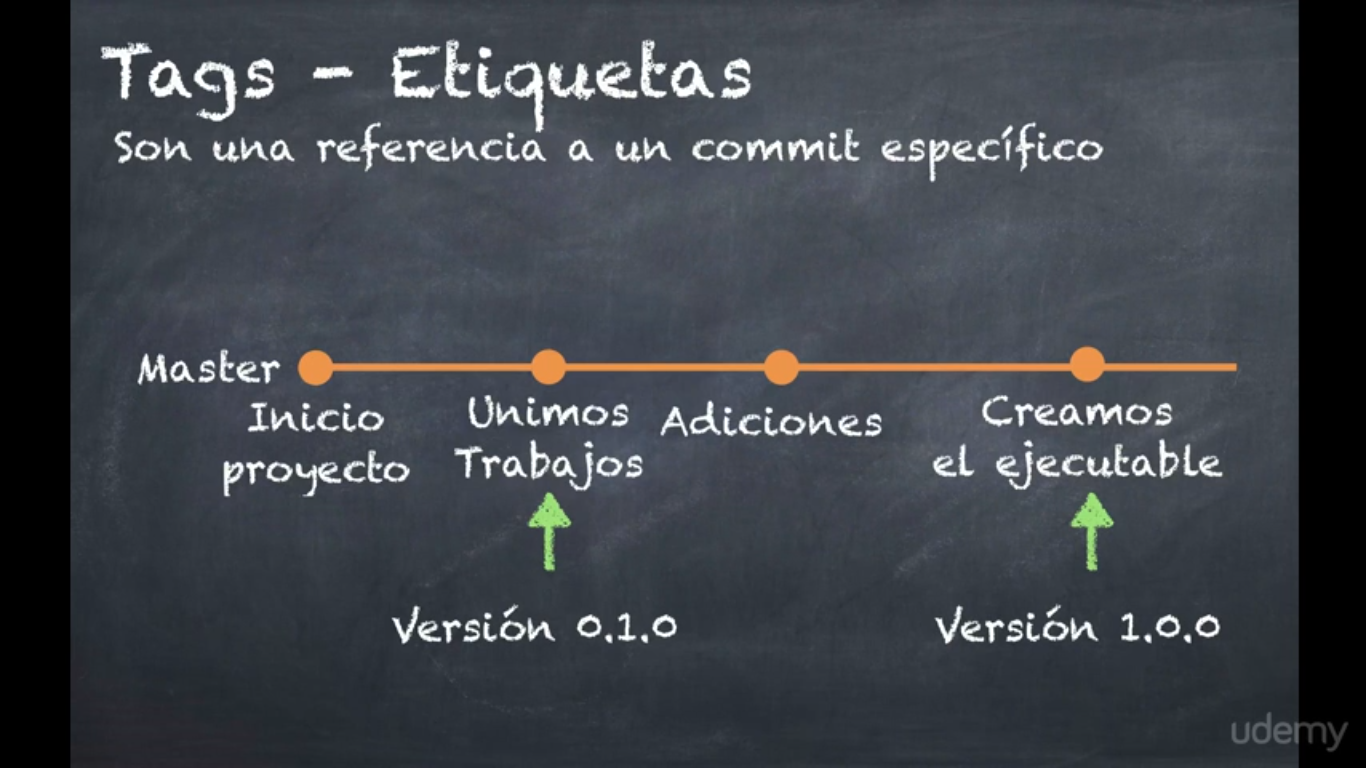 Tags - Etiquetas
Son una referencia a un commit específico
Master
Inicio
proyecto
Unimos
Trabajos
Adiciones
Creamos
el ejecutable
Versión 0.1.0
Versión 1.0.0
udemy